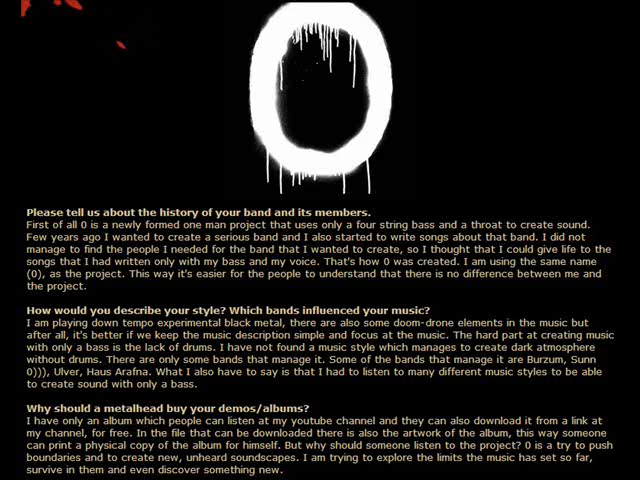 0
Please tell us about the history of your band and its members.
First of all 0 is a newly formed one man project that uses only a four string bass and a throat to create sound.
Few years ago I wanted to create a serious band and I also started to write songs about that band. I did not
manage to find the people I needed for the band that I wanted to create, so I thought that I could give life to the
songs that I had written only with my bass and my voice. That's how 0 was created. I am using the same name
(0), as the project. This way it's easier for the people to understand that there is no difference between me and
the project.
How would you describe your style? Which bands influenced your music?
I am playing down tempo experimental black metal, there are also some doom-drone elements in the music but
after all, it's better if we keep the music description simple and focus at the music. The hard part at creating music
with only a bass is the lack of drums. I have not found a music style which manages to create dark atmosphere
without drums. There are only some bands that manage it. Some of the bands that manage it are Burzum, Sunn
0))), Ulver, Haus Arafna. What I also have to say is that I had to listen to many different music styles to be able
to create sound with only a bass.
Why should a metalhead buy your demos/albums?
I have only an album which people can listen at my youtube channel and they can also download it from a link at
my channel, for free. In the file that can be downloaded there is also the artwork of the album, this way someone
can print a physical copy of the album for himself. But why should someone listen to the project? 0 is a try to push
boundaries and to create new, unheard soundscapes. I am trying to explore the limits the music has set so far,
survive in them and even discover something new.